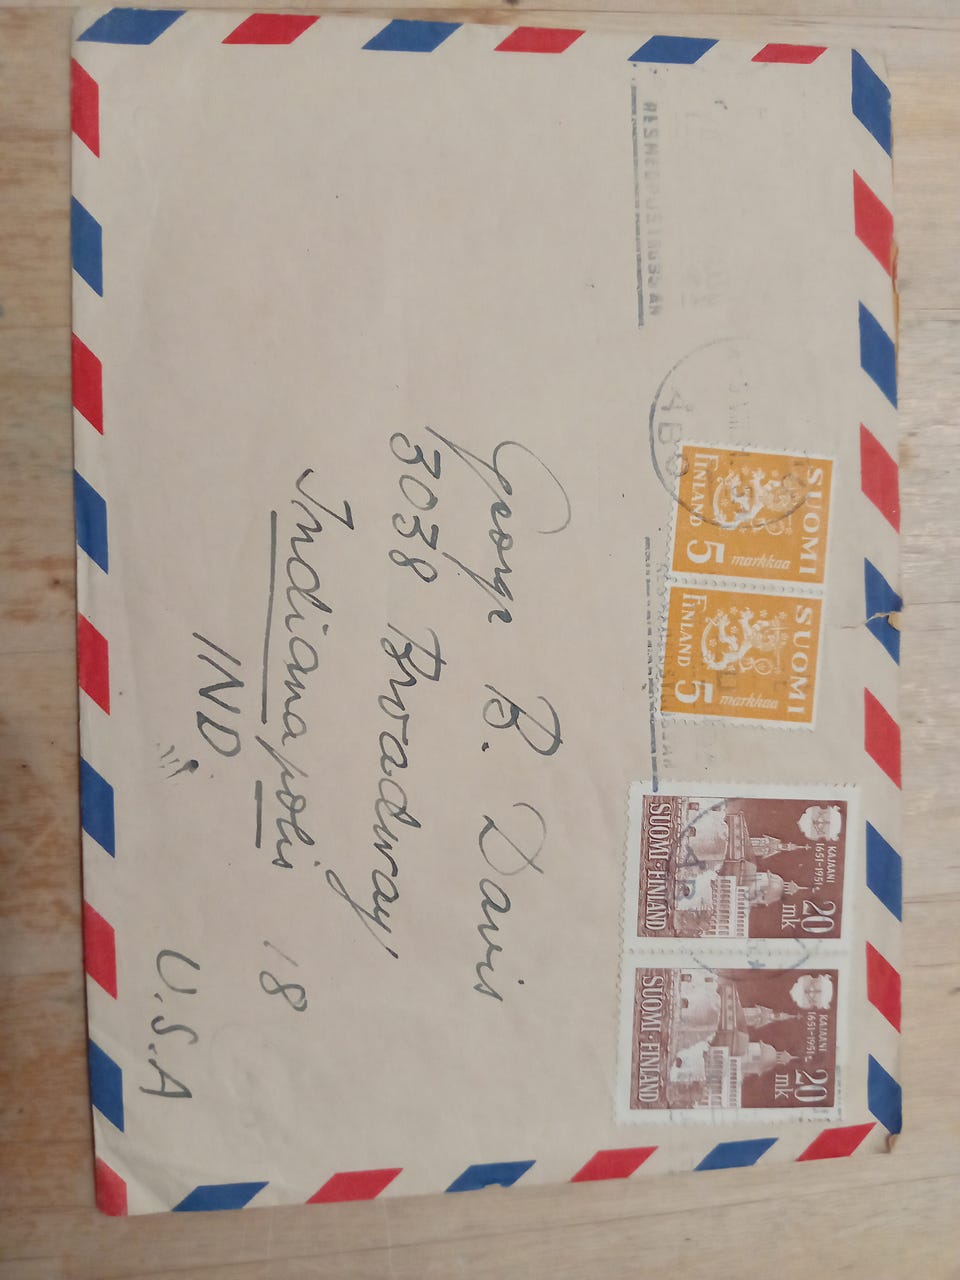 ÅBO
SUOMI
FINLAND
5 markkaa
SUOMI
FINLAND
5 markkaa
KAJAANI
1651-1951
20 mk
SUOMI·FINLAND
KAJAANI
1651-1951
20 mk
SUOMI·FINLAND
George B. Davis
3038 Broadway
Indianapolis 18
IND
U.S.A